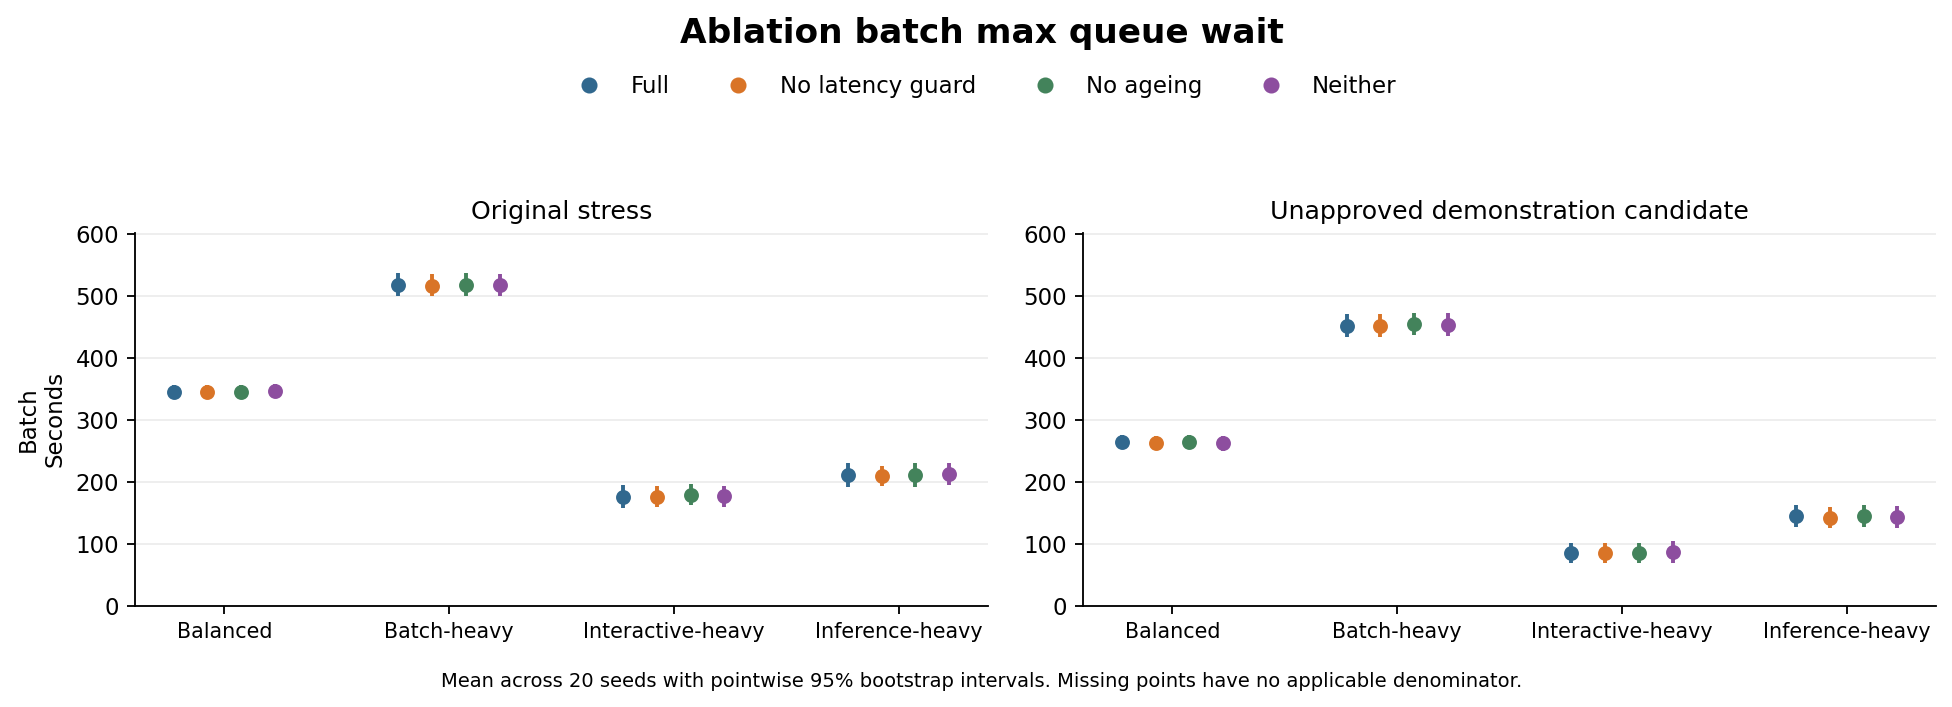 Ablation batch max queue wait
Full
No latency guard
No ageing
Neither
Original stress
Batch
Seconds
600
500
400
300
200
100
0
Balanced
Batch-heavy
Interactive-heavy
Inference-heavy
Unapproved demonstration candidate
600
500
400
300
200
100
0
Balanced
Batch-heavy
Interactive-heavy
Inference-heavy
Mean across 20 seeds with pointwise 95% bootstrap intervals. Missing points have no applicable denominator.